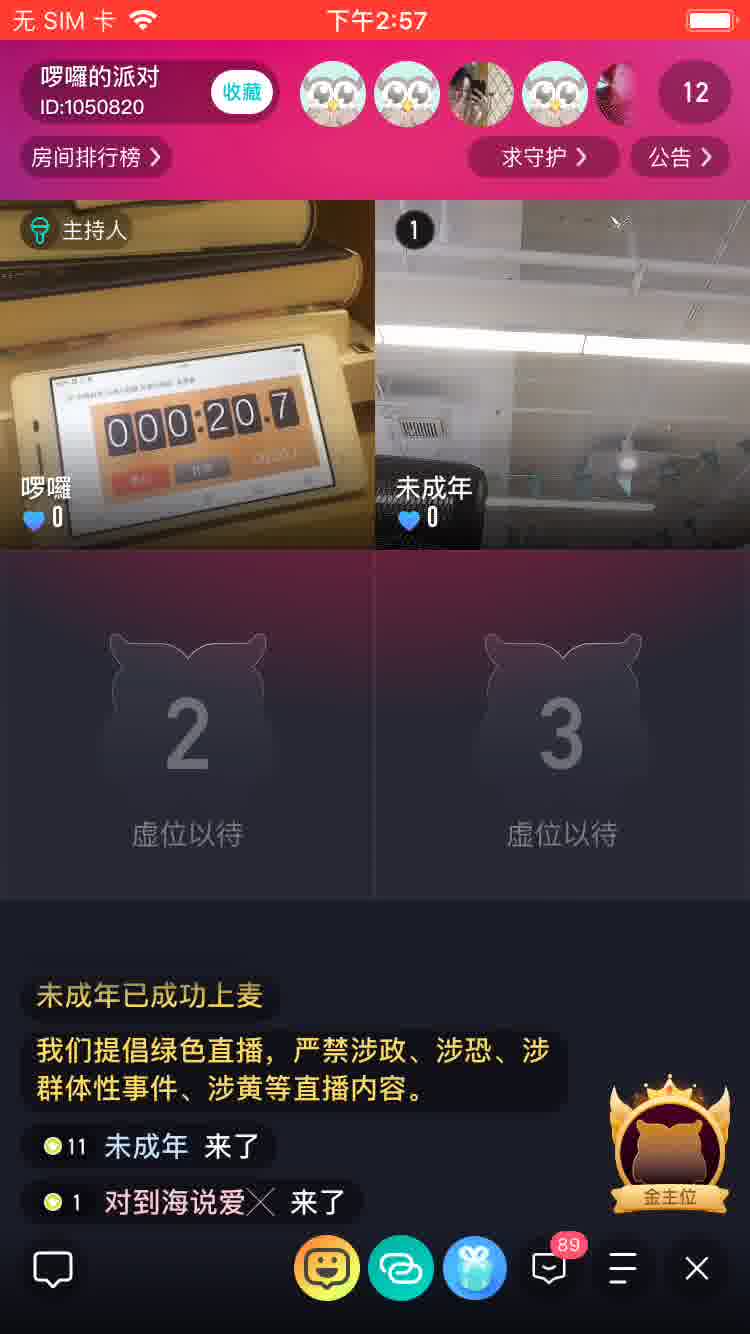 无 SIM 卡
下午2:57
啰囉的派对
ID:1050820
收藏
12
房间排行榜
求守护
公告
主持人
1
000:20.7
啰囉
0
未成年
0
2
3
虚位以待
虚位以待
未成年已成功上麦
我们提倡绿色直播，严禁涉政、涉恐、涉
群体性事件、涉黄等直播内容。
11 未成年 来了
1 对到海说爱╳ 来了
金主位
89